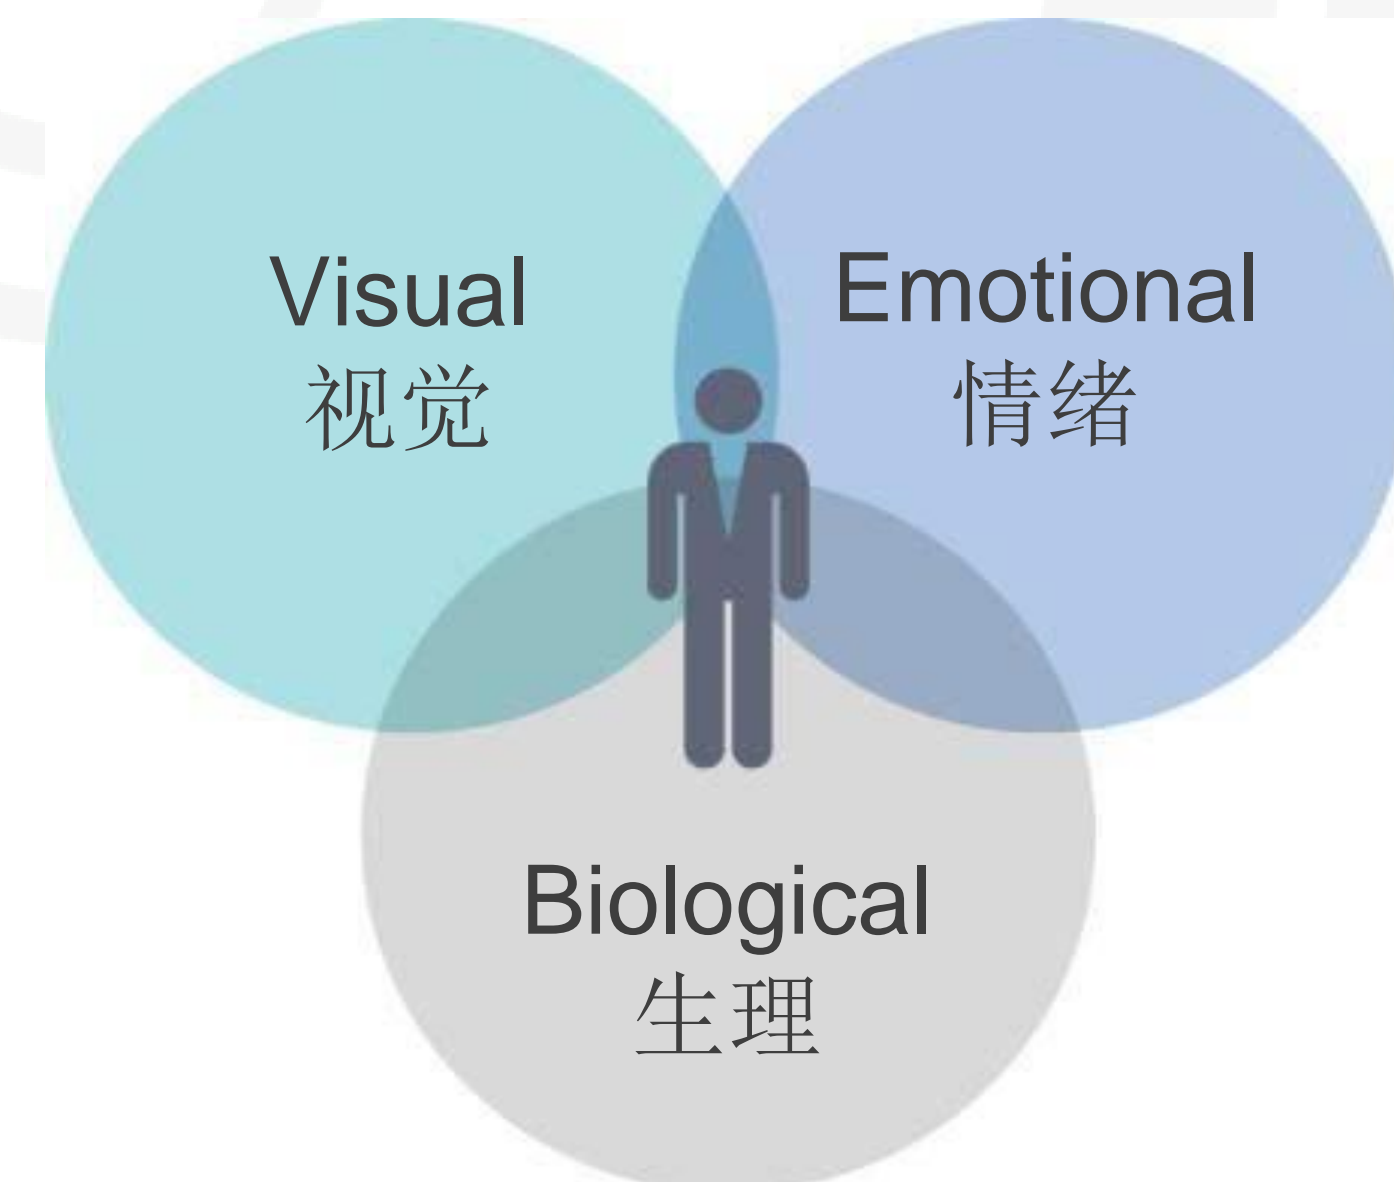 Visual
视觉
Emotional
情绪
Biological
生理